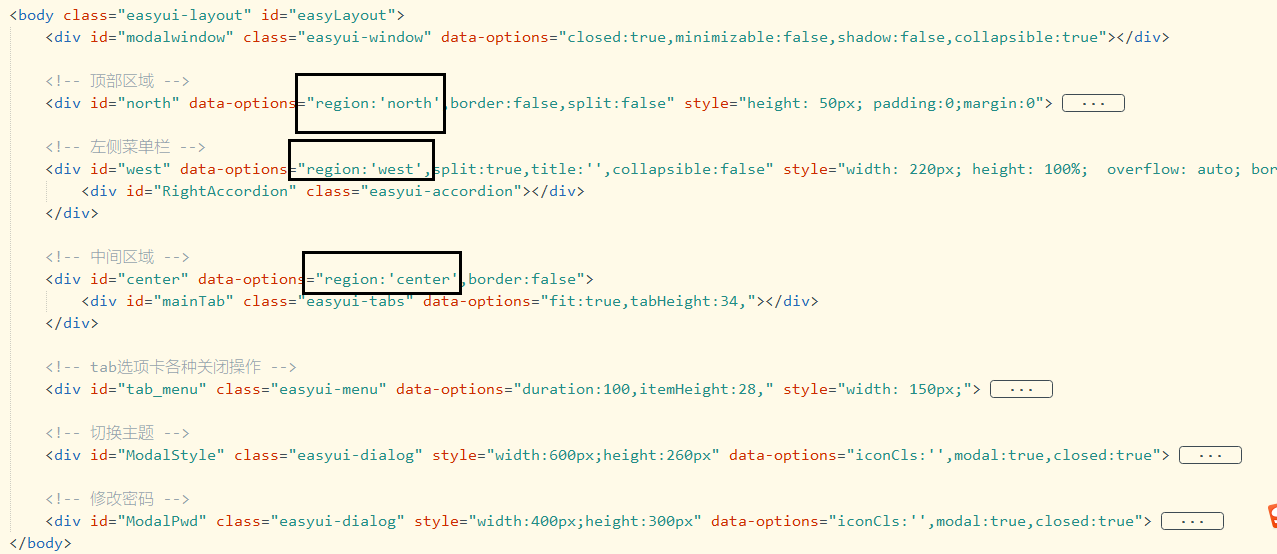 <body class="easyui-layout" id="easyLayout">
<div id="modalwindow" class="easyui-window" data-options="closed:true,minimizable:false,shadow:false,collapsible:true"></div>
<!-- 顶部区域 -->
<div id="north" data-options="region:'north',border:false,split:false" style="height: 50px; padding:0;margin:0"> ...
<!-- 左侧菜单栏 -->
<div id="west" data-options="region:'west',split:true,title:'',collapsible:false" style="width: 220px; height: 100%;  overflow: auto; bor
<div id="RightAccordion" class="easyui-accordion"></div>
</div>
<!-- 中间区域 -->
<div id="center" data-options="region:'center',border:false">
<div id="mainTab" class="easyui-tabs" data-options="fit:true,tabHeight:34,"></div>
</div>
<!-- tab选项卡各种关闭操作 -->
<div id="tab_menu" class="easyui-menu" data-options="duration:100,itemHeight:28," style="width: 150px;"> ...
<!-- 切换主题 -->
<div id="ModalStyle" class="easyui-dialog" style="width:600px;height:260px" data-options="iconCls:'',modal:true,closed:true"> ...
<!-- 修改密码 -->
<div id="ModalPwd" class="easyui-dialog" style="width:400px;height:300px" data-options="iconCls:'',modal:true,closed:true"> ...
</body>